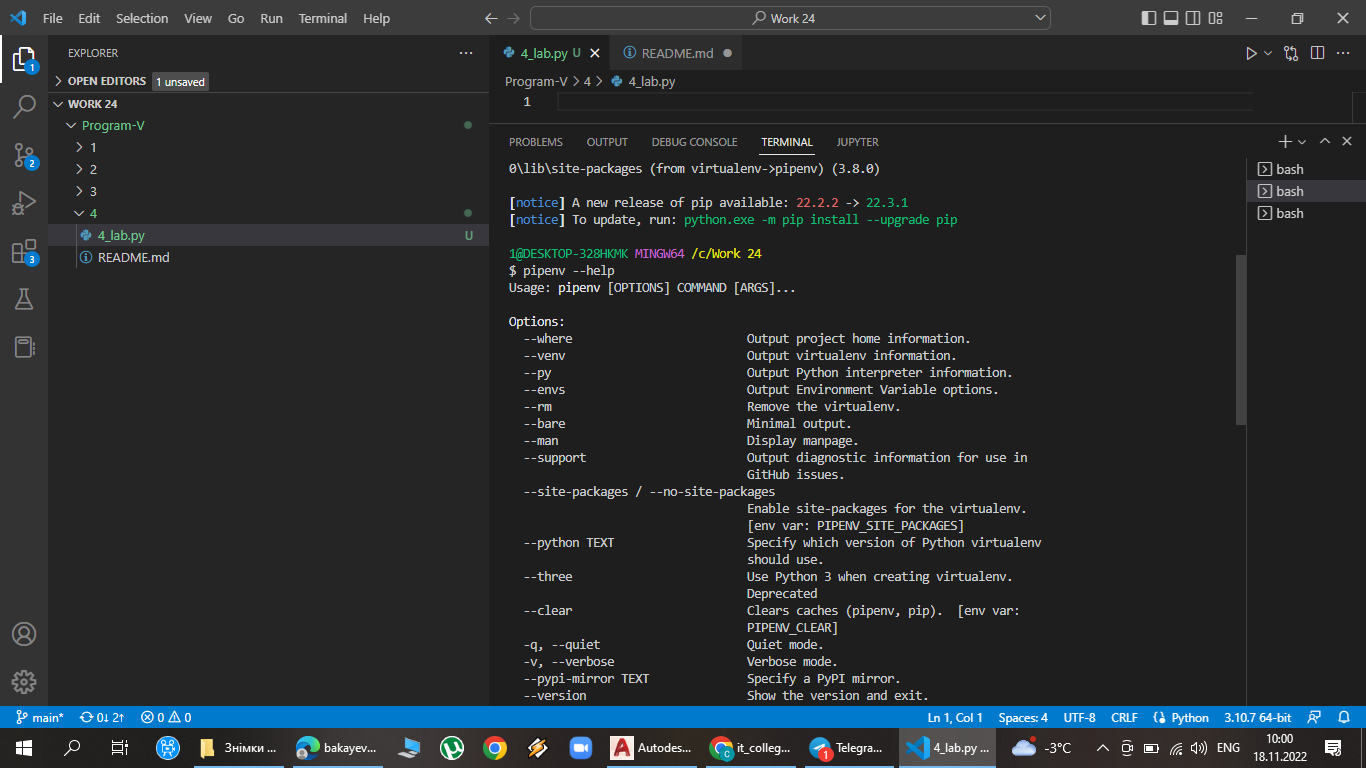 File Edit Selection View Go Run Terminal Help
Work 24
EXPLORER
OPEN EDITORS 1 unsaved
WORK 24
Program-V
1
2
3
4
4_lab.py U
README.md
1
2
3
4_lab.py U
README.md
Program-V > 4 > 4_lab.py
1
PROBLEMS OUTPUT DEBUG CONSOLE TERMINAL JUPYTER
bash
bash
bash
0\lib\site-packages (from virtualenv->pipenv) (3.8.0)
[notice] A new release of pip available: 22.2.2 -> 22.3.1
[notice] To update, run: python.exe -m pip install --upgrade pip
1@DESKTOP-328HKMK MINGW64 /c/Work 24
$ pipenv --help
Usage: pipenv [OPTIONS] COMMAND [ARGS]...
Options:
--where Output project home information.
--venv Output virtualenv information.
--py Output Python interpreter information.
--envs Output Environment Variable options.
--rm Remove the virtualenv.
--bare Minimal output.
--man Display manpage.
--support Output diagnostic information for use in
GitHub issues.
--site-packages / --no-site-packages
Enable site-packages for the virtualenv.
[env var: PIPENV_SITE_PACKAGES]
--python TEXT Specify which version of Python virtualenv
should use.
--three Use Python 3 when creating virtualenv.
Deprecated
--clear Clears caches (pipenv, pip). [env var:
PIPENV_CLEAR]
-q, --quiet Quiet mode.
-v, --verbose Verbose mode.
--pypi-mirror TEXT Specify a PyPI mirror.
--version Show the version and exit.
main* 0↓ 2↑ 0 0 Ln 1, Col 1 Spaces: 4 UTF-8 CRLF Python 3.10.7 64-bit
Знімки ... bakayev... Autodes... it_colleg... Telegra... 1 4_lab.py ... -3°C ENG
10:00
18.11.2022